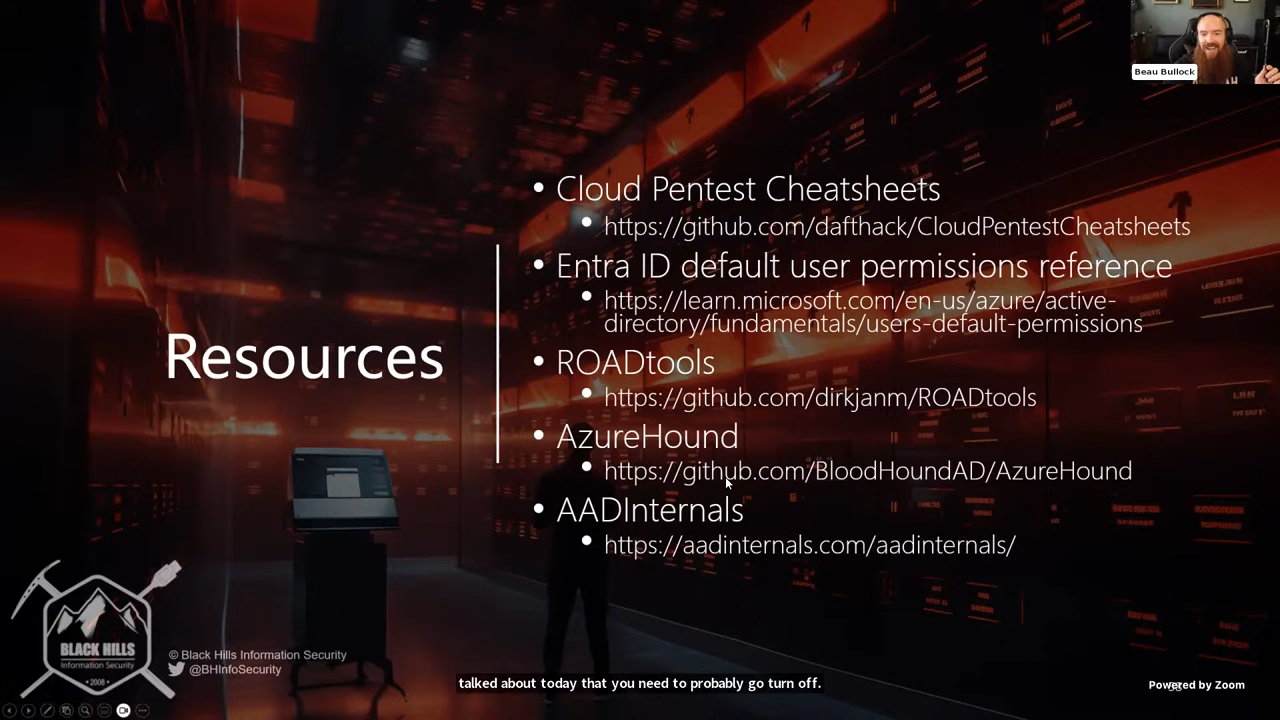 Beau Bullock
Resources
• Cloud Pentest Cheatsheets
• https://github.com/dafthack/CloudPentestCheatsheets
• Entra ID default user permissions reference
• https://learn.microsoft.com/en-us/azure/active-
directory/fundamentals/users-default-permissions
• ROADtools
• https://github.com/dirkjanm/ROADtools
• AzureHound
• https://github.com/BloodHoundAD/AzureHound
• AADInternals
• https://aadinternals.com/aadinternals/
BLACK HILLS
Information Security
• 2008 •
© Black Hills Information Security
@BHInfoSecurity
talked about today that you need to probably go turn off.
Powered by Zoom